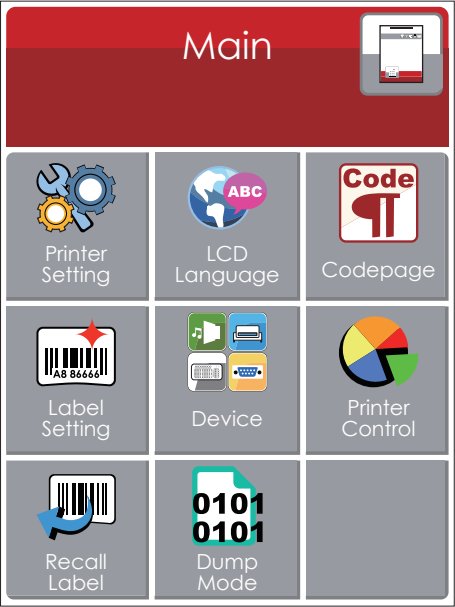 Main
Printer
Setting
ABC
LCD
Language
Code
Codepage
A8 86666
Label
Setting
Device
Printer
Control
Recall
Label
0101
0101
Dump
Mode